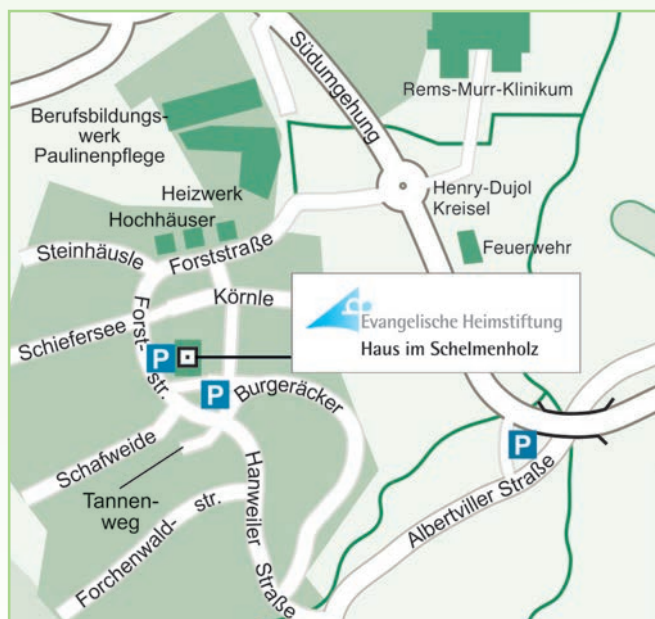 Südumgehung
Rems-Murr-Klinikum
Berufsbildungs-
werk
Paulinenpflege
Henry-Dujol
Kreisel
Heizwerk
Hochhäuser
Feuerwehr
Steinhäusle
Forststraße
Körnle
Evangelische Heimstiftung
Haus im Schelmenholz
Schiefersee
Forst-
str.
P
P
Burgeräcker
P
Schafweide
Tannen-
weg
Hanweiler
Straße
Albertviller Straße
Forchenwald-
str.